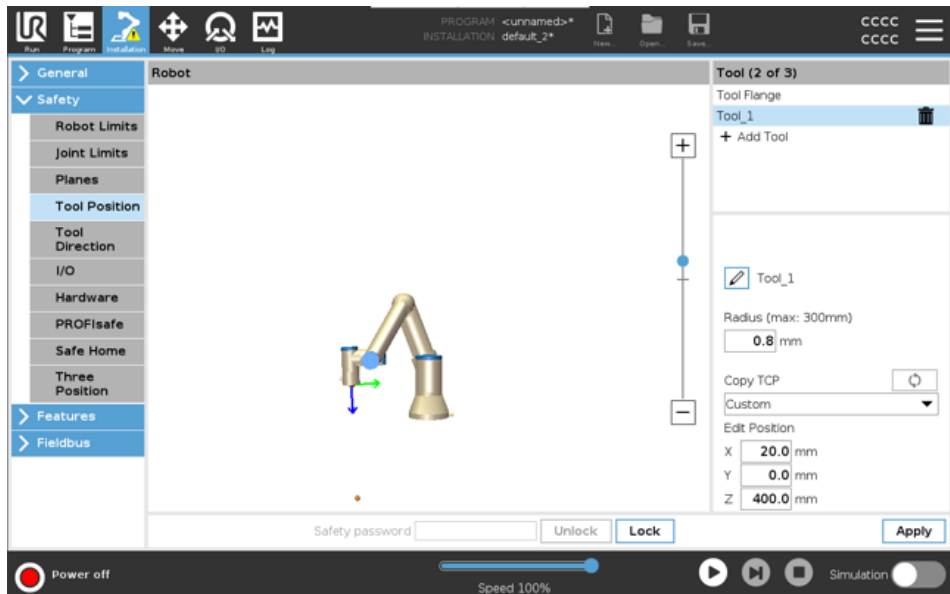 PROGRAM <unnamed>*
INSTALLATION default_2*
CCCC
CCCC
Run Program Installation Move I/O Log New... Open... Save...
General
Safety
Robot Limits
Joint Limits
Planes
Tool Position
Tool
Direction
I/O
Hardware
PROFIsafe
Safe Home
Three
Position
Features
Fieldbus
Robot
Tool (2 of 3)
Tool Flange
Tool_1
+ Add Tool
Tool_1
Radius (max: 300mm)
0.8 mm
Copy TCP
Custom
Edit Position
X 20.0 mm
Y 0.0 mm
Z 400.0 mm
Safety password Unlock Lock Apply
Power off
Speed 100%
Simulation